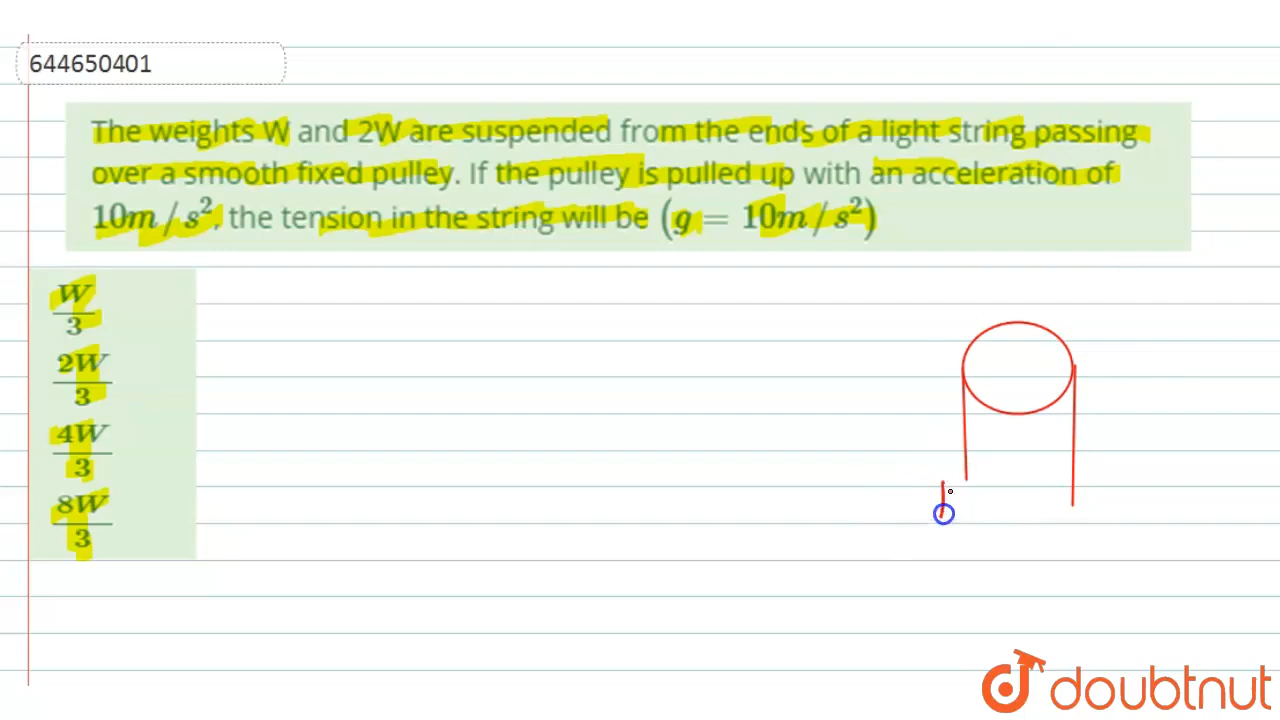 644650401
The weights W and 2W are suspended from the ends of a light string passing
over a smooth fixed pulley. If the pulley is pulled up with an acceleration of
10m/s², the tension in the string will be (g = 10m/s²)
W/3
2W/3
4W/3
8W/3
doubtnut